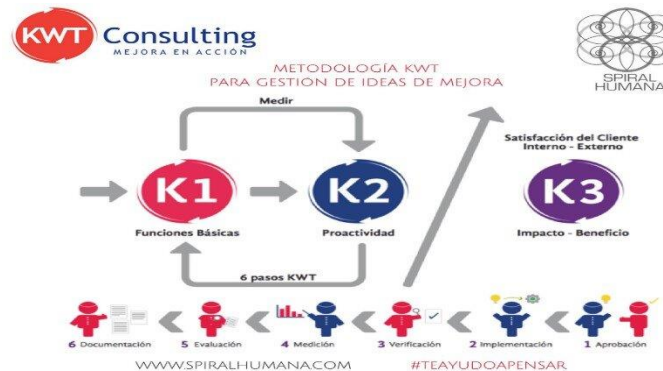 KWT Consulting
MEJORA EN ACCIÓN
SPIRAL
HUMANA
METODOLOGÍA KWT
PARA GESTIÓN DE IDEAS DE MEJORA
Medir
Satisfacción del Cliente
Interno - Externo
K1
K2
K3
Funciones Básicas
Proactividad
Impacto - Beneficio
6 pasos KWT
6 Documentación
5 Evaluación
4 Medición
3 Verificación
2 Implementación
1 Aprobación
WWW.SPIRALHUMANA.COM
#TEAYUDOAPENSAR